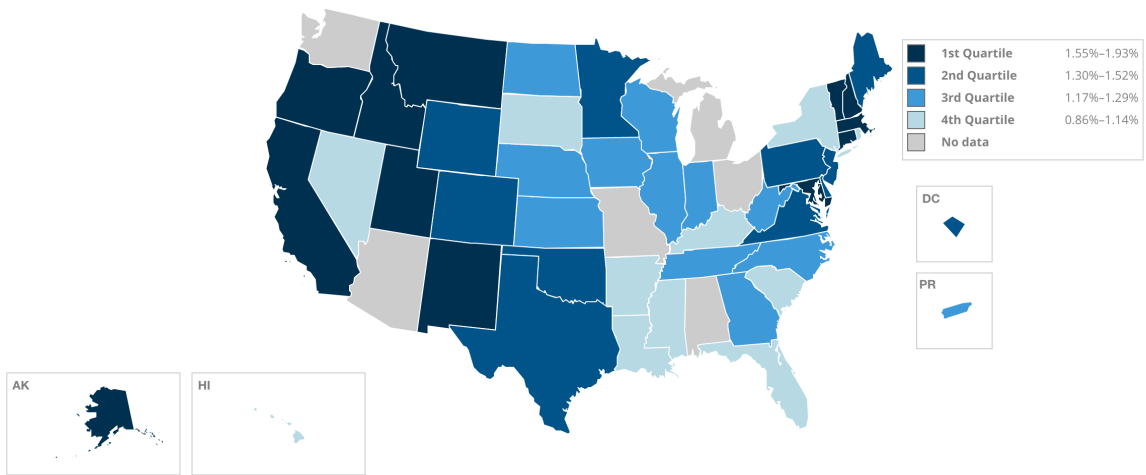 1st Quartile 1.55%–1.93%
2nd Quartile 1.30%–1.52%
3rd Quartile 1.17%–1.29%
4th Quartile 0.86%–1.14%
No data
DC
PR
AK
HI